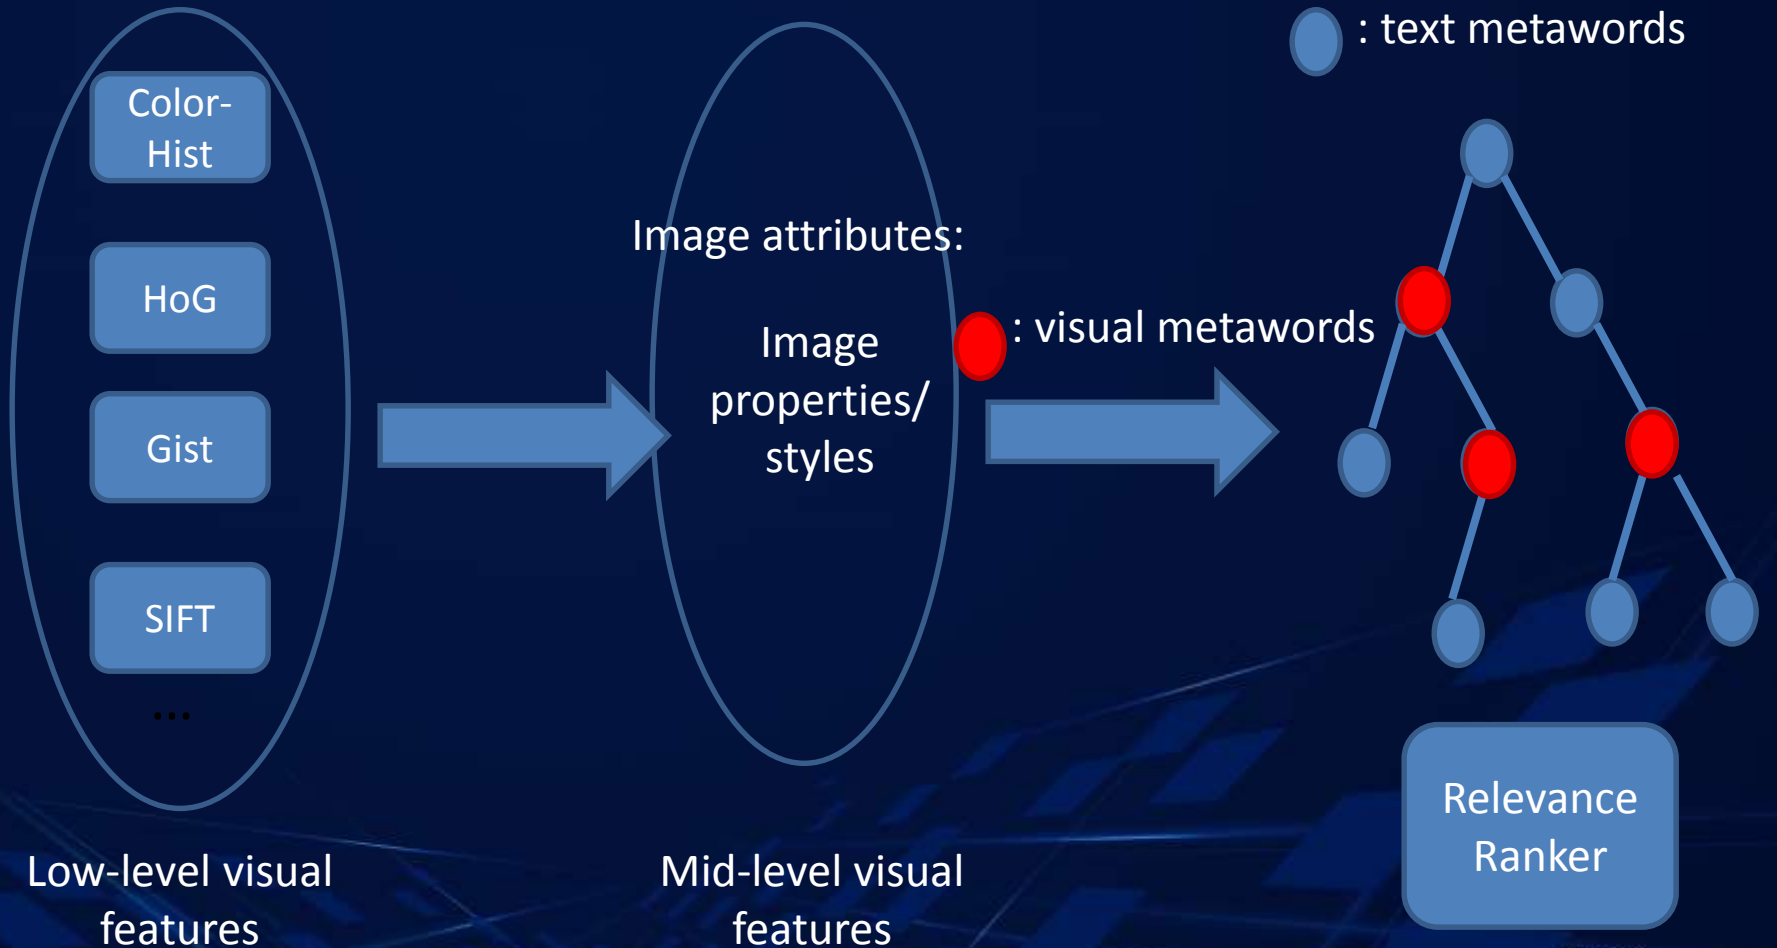 Color-
Hist
HoG
Gist
SIFT
...
Low-level visual
features
Image attributes:
Image
properties/
styles
Mid-level visual
features
: text metawords
: visual metawords
Relevance
Ranker